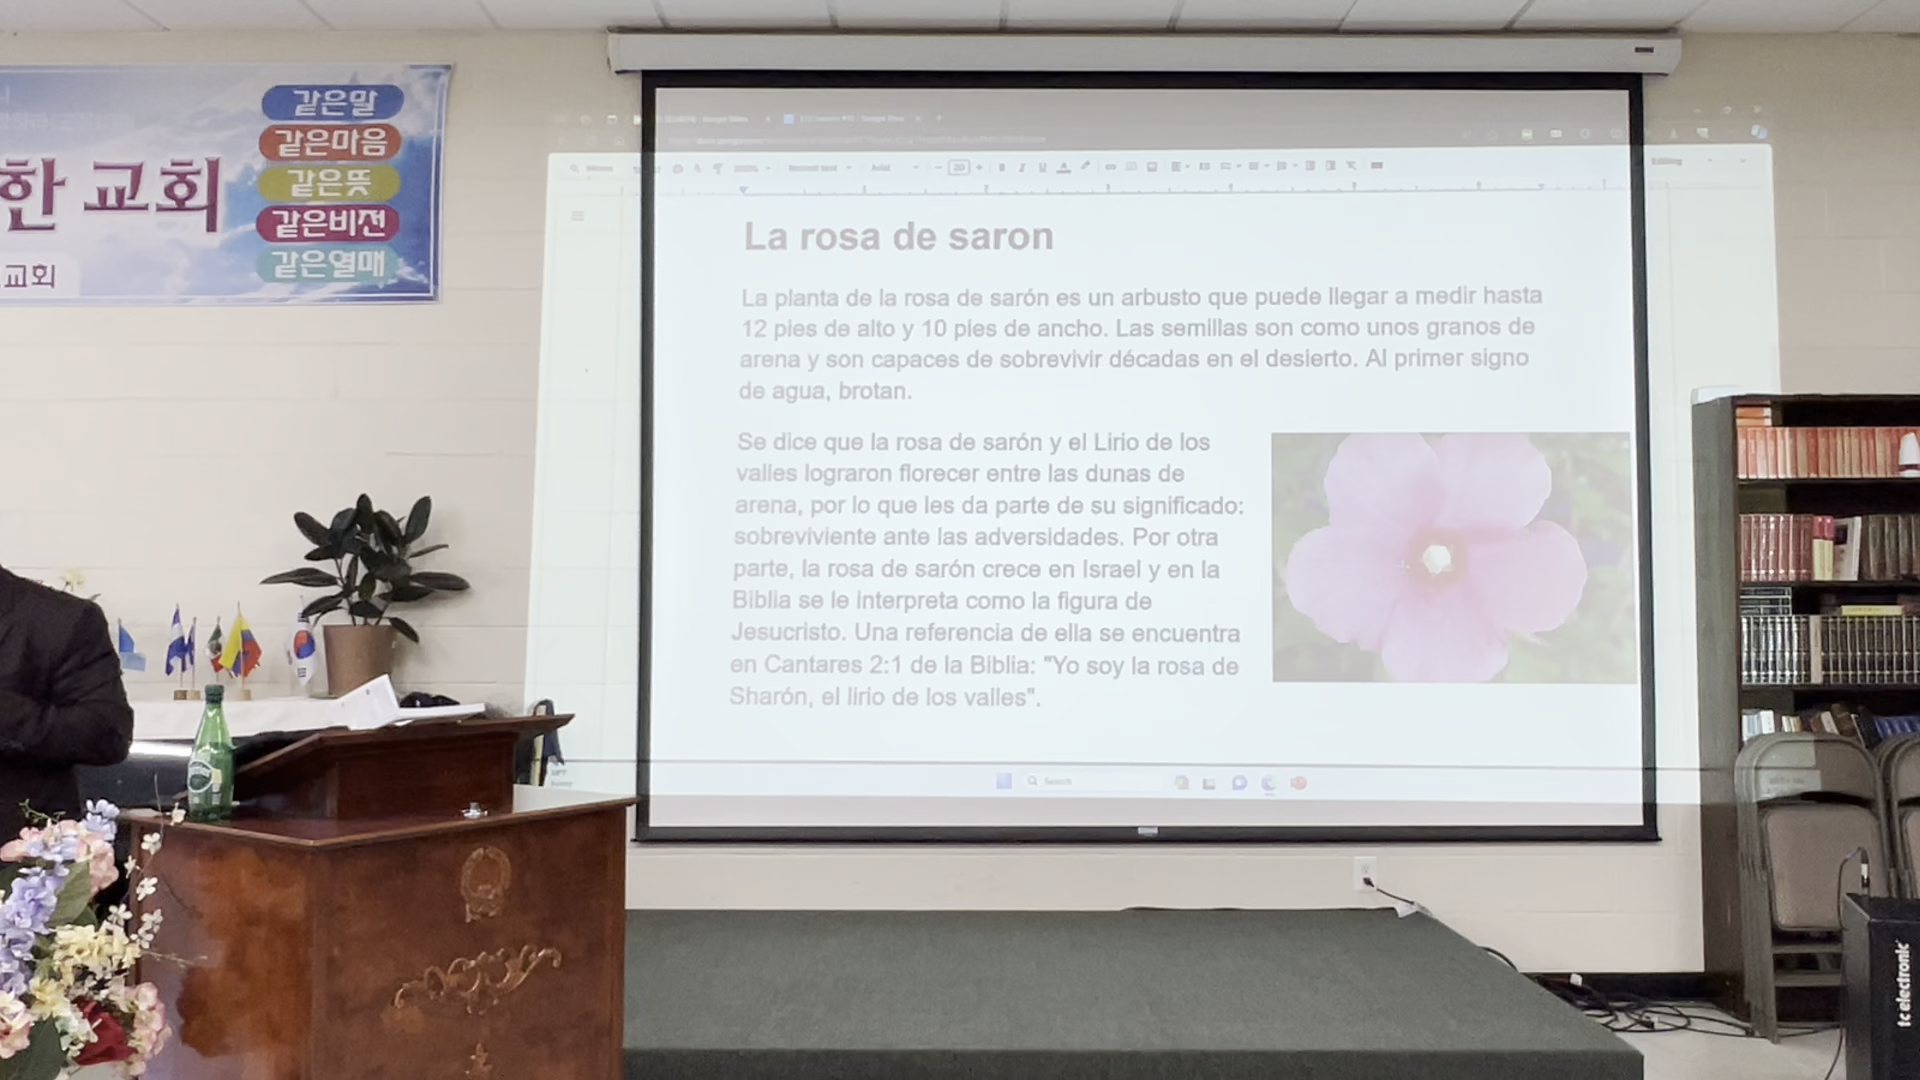 같은말
같은마음
같은뜻
같은비전
같은열매
한 교회
교회
Editing
Arial
20
La rosa de saron
La planta de la rosa de sarón es un arbusto que puede llegar a medir hasta
12 pies de alto y 10 pies de ancho. Las semillas son como unos granos de
arena y son capaces de sobrevivir décadas en el desierto. Al primer signo
de agua, brotan.
Se dice que la rosa de sarón y el Lirio de los
valles lograron florecer entre las dunas de
arena, por lo que les da parte de su significado:
sobreviviente ante las adversidades. Por otra
parte, la rosa de sarón crece en Israel y en la
Biblia se le interpreta como la figura de
Jesucristo. Una referencia de ella se encuentra
en Cantares 2:1 de la Biblia: "Yo soy la rosa de
Sharón, el lirio de los valles".
Search
tc electronic